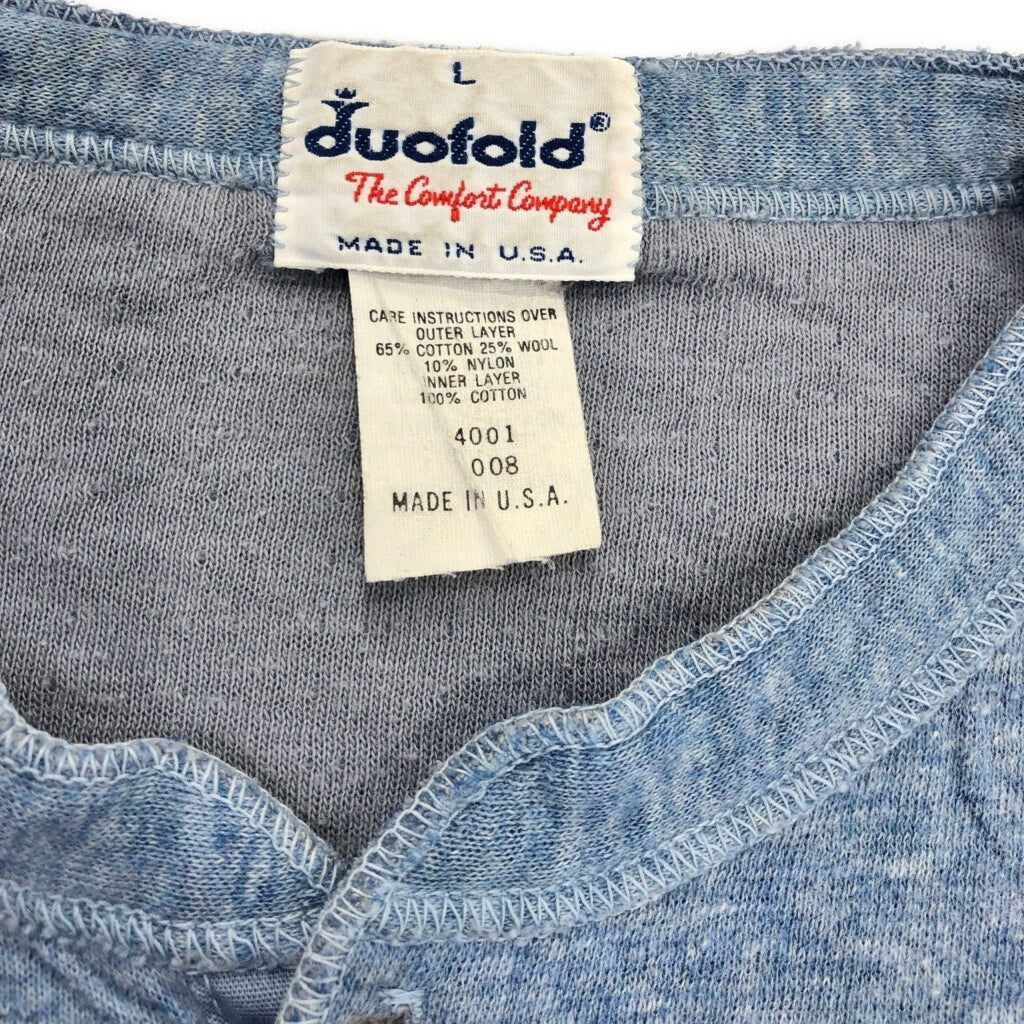 L
duofold®
The Comfort Company
MADE IN U.S.A.
CARE INSTRUCTIONS OVER
OUTER LAYER
65% COTTON 25% WOOL
10% NYLON
INNER LAYER
100% COTTON
4001
008
MADE IN U.S.A.